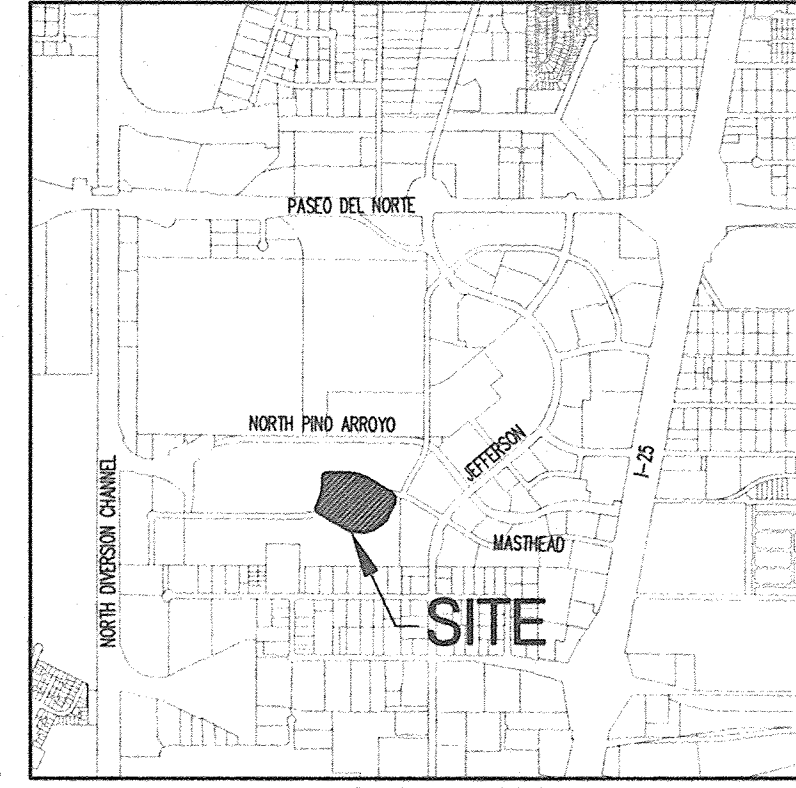 PASEO DEL NORTE
NORTH PINO ARROYO
JEFFERSON
I-25
NORTH DIVERSION CHANNEL
MASTHEAD
SITE